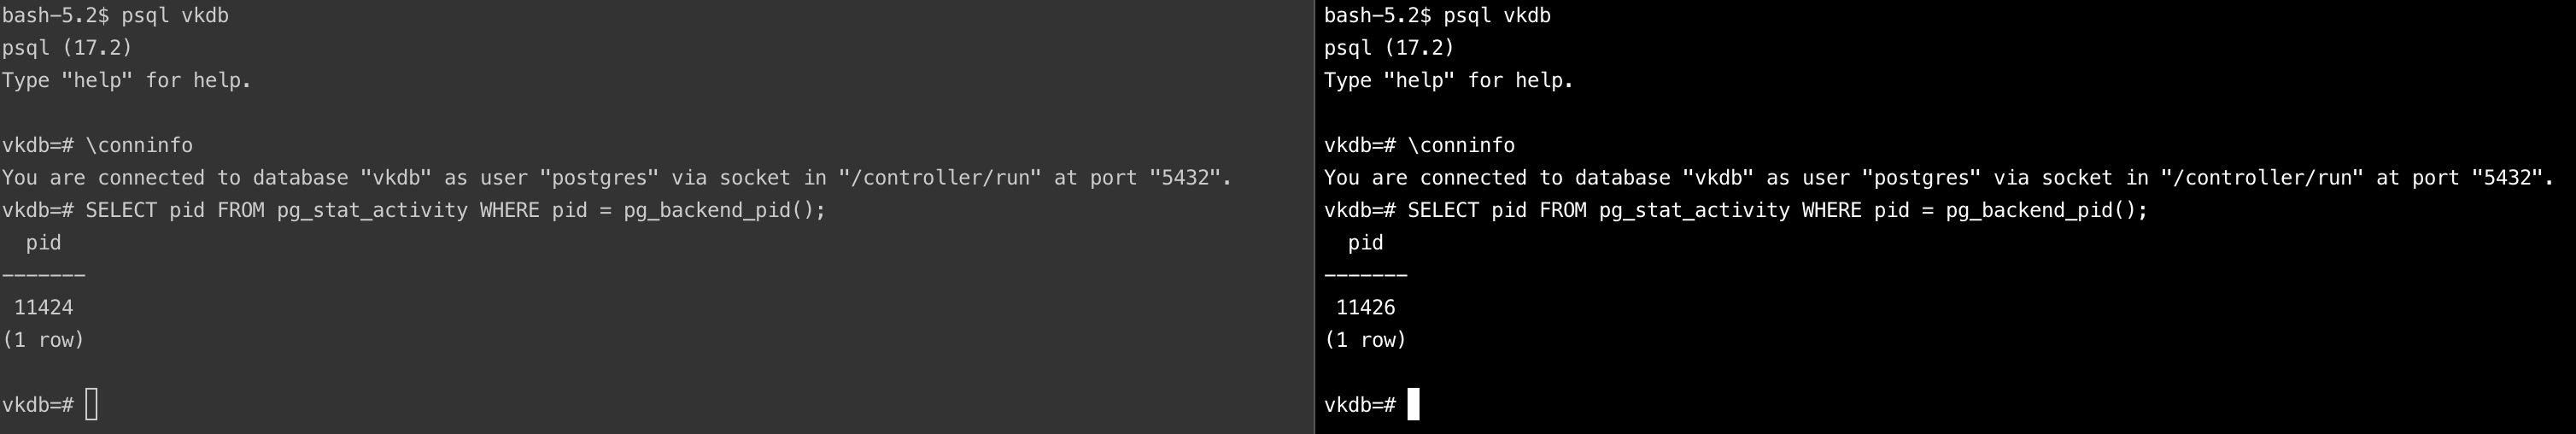 bash-5.2$ psql vkdb
psql (17.2)
Type "help" for help.

vkdb=# \conninfo
You are connected to database "vkdb" as user "postgres" via socket in "/controller/run" at port "5432".
vkdb=# SELECT pid FROM pg_stat_activity WHERE pid = pg_backend_pid();
  pid
-------
 11424
(1 row)

vkdb=#
bash-5.2$ psql vkdb
psql (17.2)
Type "help" for help.

vkdb=# \conninfo
You are connected to database "vkdb" as user "postgres" via socket in "/controller/run" at port "5432".
vkdb=# SELECT pid FROM pg_stat_activity WHERE pid = pg_backend_pid();
  pid
-------
 11426
(1 row)

vkdb=#